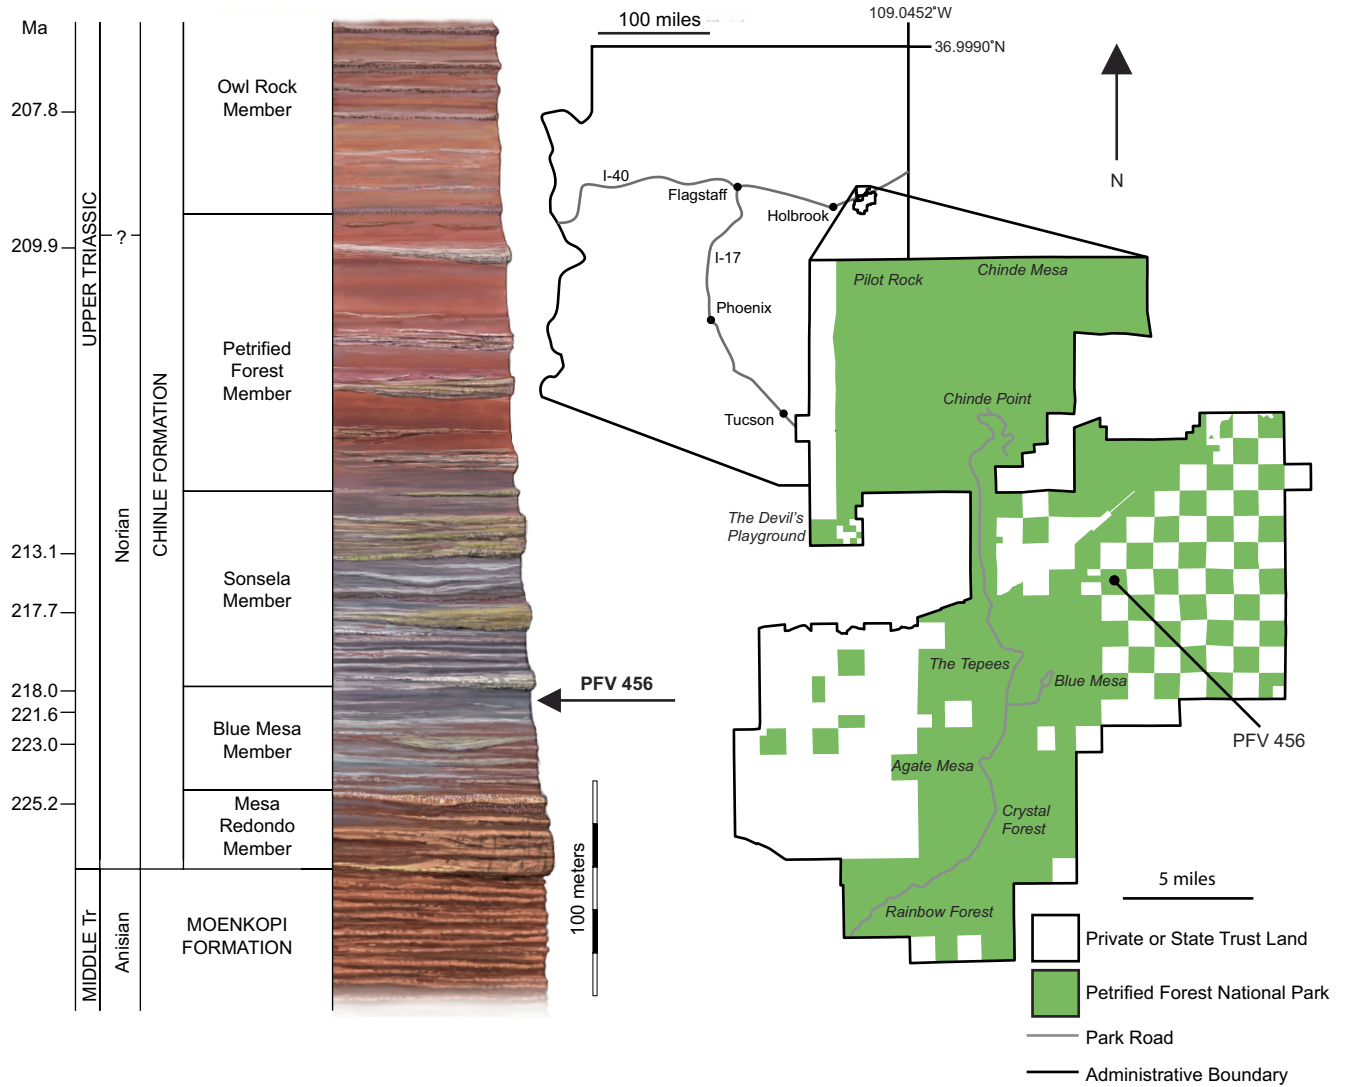 Ma
207.8
209.9
213.1
217.7
218.0
221.6
223.0
225.2
UPPER TRIASSIC
MIDDLE Tr
?
Norian
Anisian
CHINLE FORMATION
Owl Rock
Member
Petrified
Forest
Member
Sonsela
Member
Blue Mesa
Member
Mesa
Redondo
Member
MOENKOPI
FORMATION
PFV 456
100 meters
100 miles
109.0452˚W
36.9990˚N
N
I-40
Flagstaff
Holbrook
I-17
Phoenix
Tucson
Pilot Rock
Chinde Mesa
Chinde Point
The Devil's
Playground
The Tepees
Blue Mesa
PFV 456
Agate Mesa
Crystal
Forest
Rainbow Forest
5 miles
Private or State Trust Land
Petrified Forest National Park
Park Road
Administrative Boundary